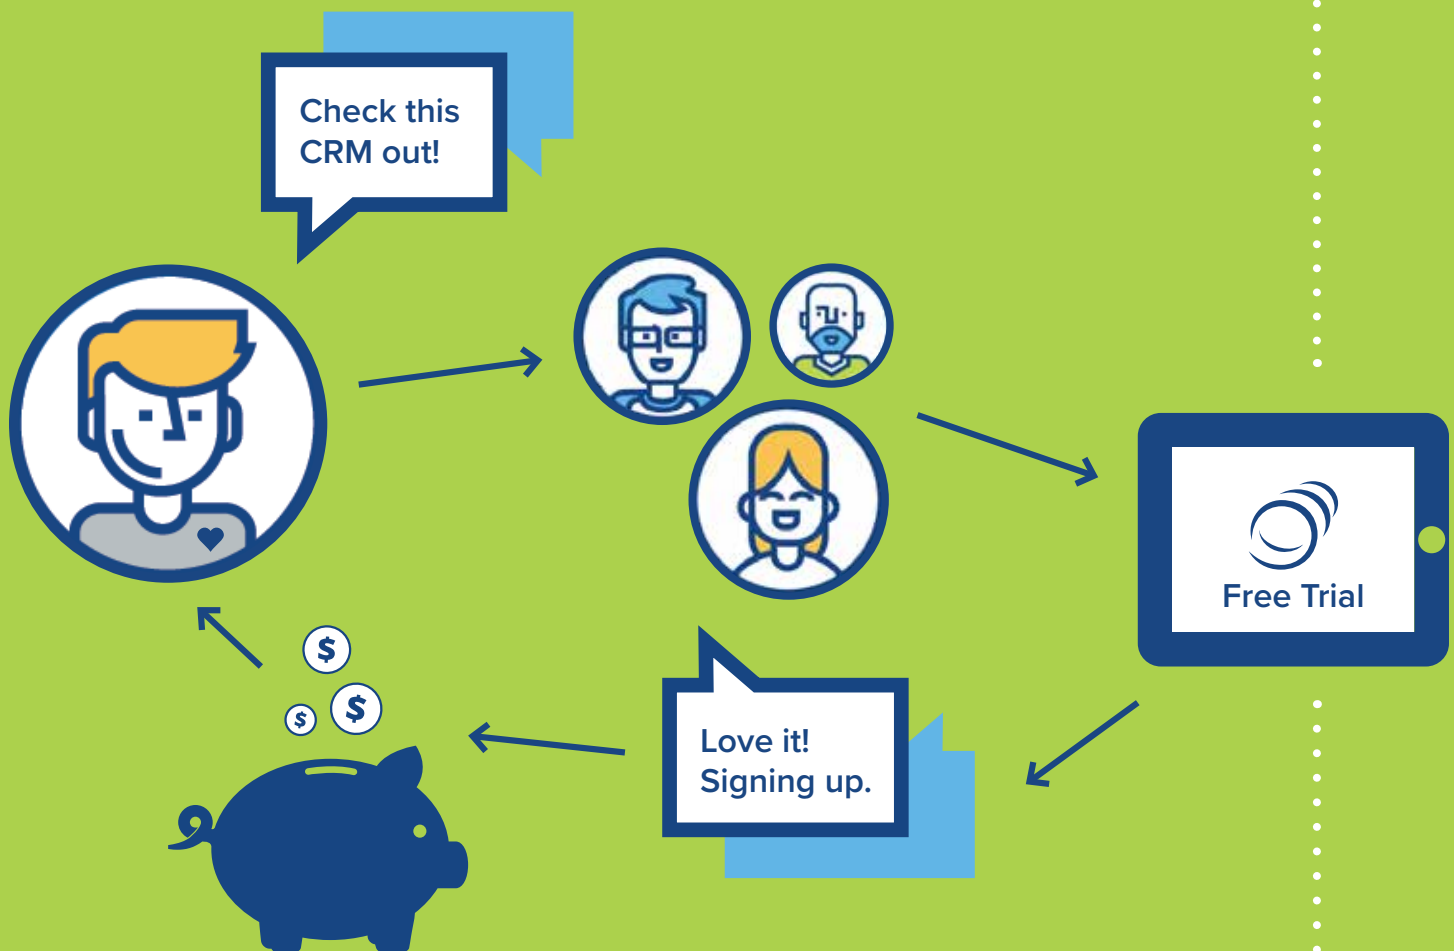 Check this
CRM out!
Free Trial
$
$
$
Love it!
Signing up.